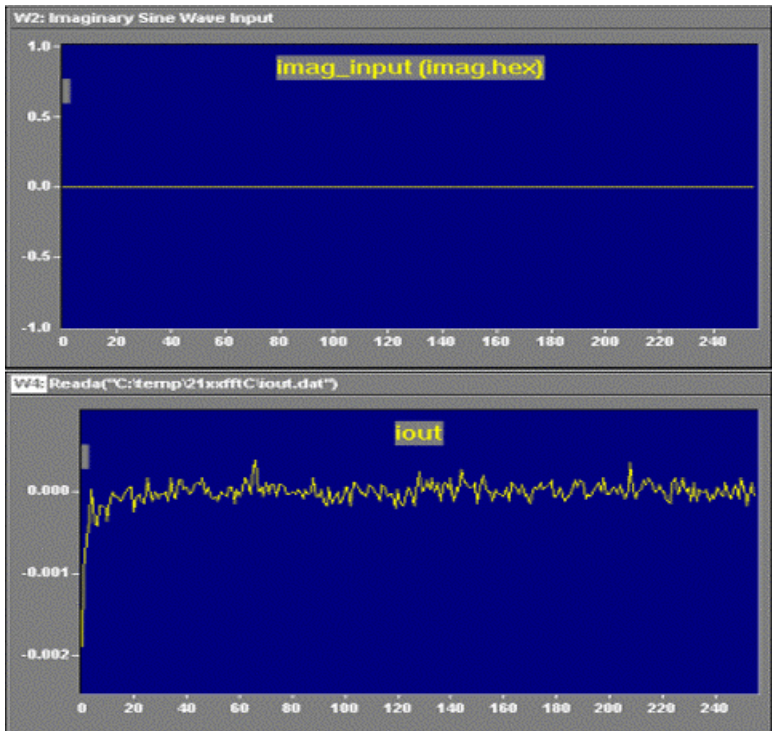 W2: Imaginary Sine Wave Input
imag_input (imag.hex)
1.0
0.5
0.0
-0.5
-1.0
0 20 40 60 80 100 120 140 160 180 200 220 240
W4: Reada("C:\temp\21xxfftC\iout.dat")
iout
0.000
-0.001
-0.002
0 20 40 60 80 100 120 140 160 180 200 220 240